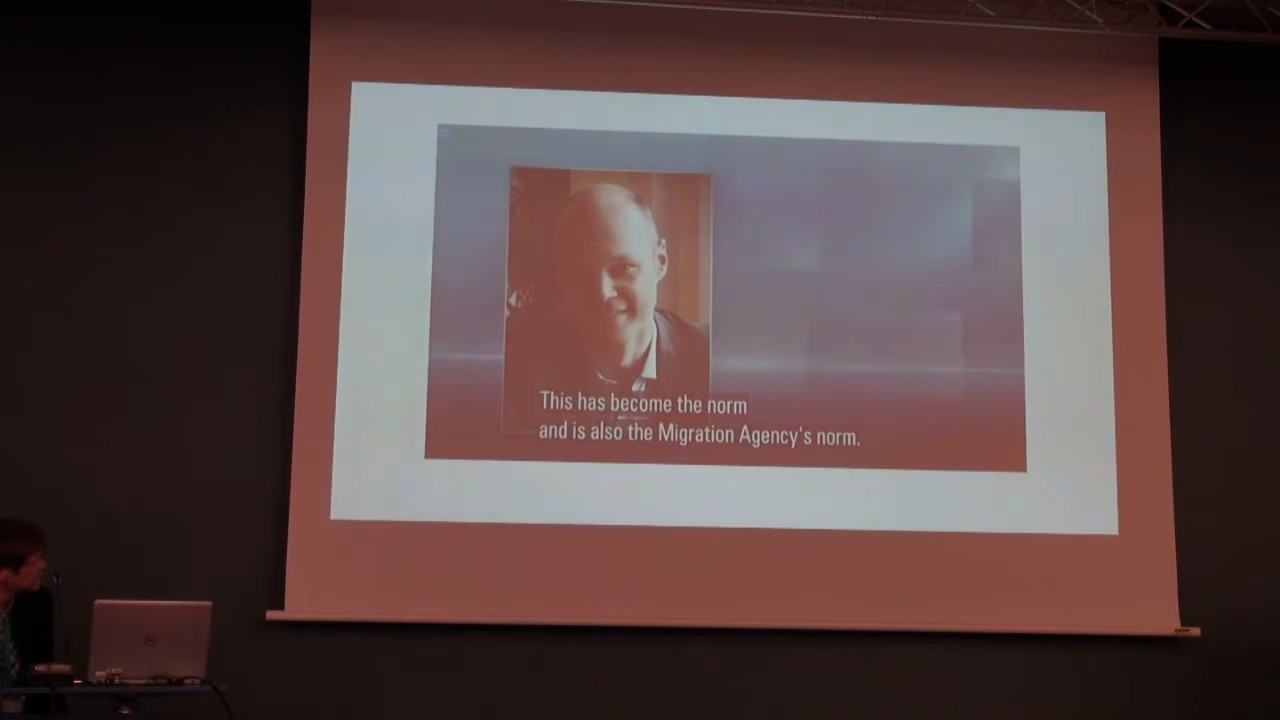 This has become the norm
and is also the Migration Agency's norm.